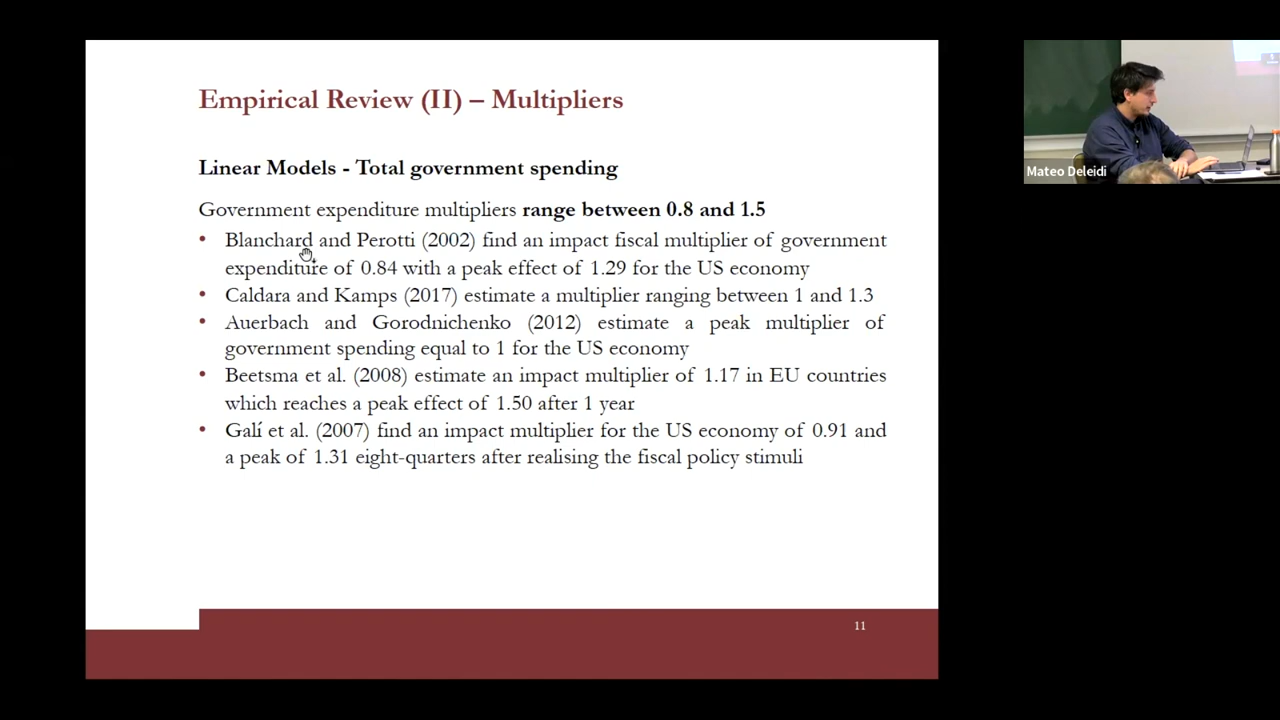 Empirical Review (II) – Multipliers
Linear Models - Total government spending
Government expenditure multipliers range between 0.8 and 1.5
• Blanchard and Perotti (2002) find an impact fiscal multiplier of government
expenditure of 0.84 with a peak effect of 1.29 for the US economy
• Caldara and Kamps (2017) estimate a multiplier ranging between 1 and 1.3
• Auerbach and Gorodnichenko (2012) estimate a peak multiplier of
government spending equal to 1 for the US economy
• Beetsma et al. (2008) estimate an impact multiplier of 1.17 in EU countries
which reaches a peak effect of 1.50 after 1 year
• Galí et al. (2007) find an impact multiplier for the US economy of 0.91 and
a peak of 1.31 eight-quarters after realising the fiscal policy stimuli
11
Mateo Deleidi